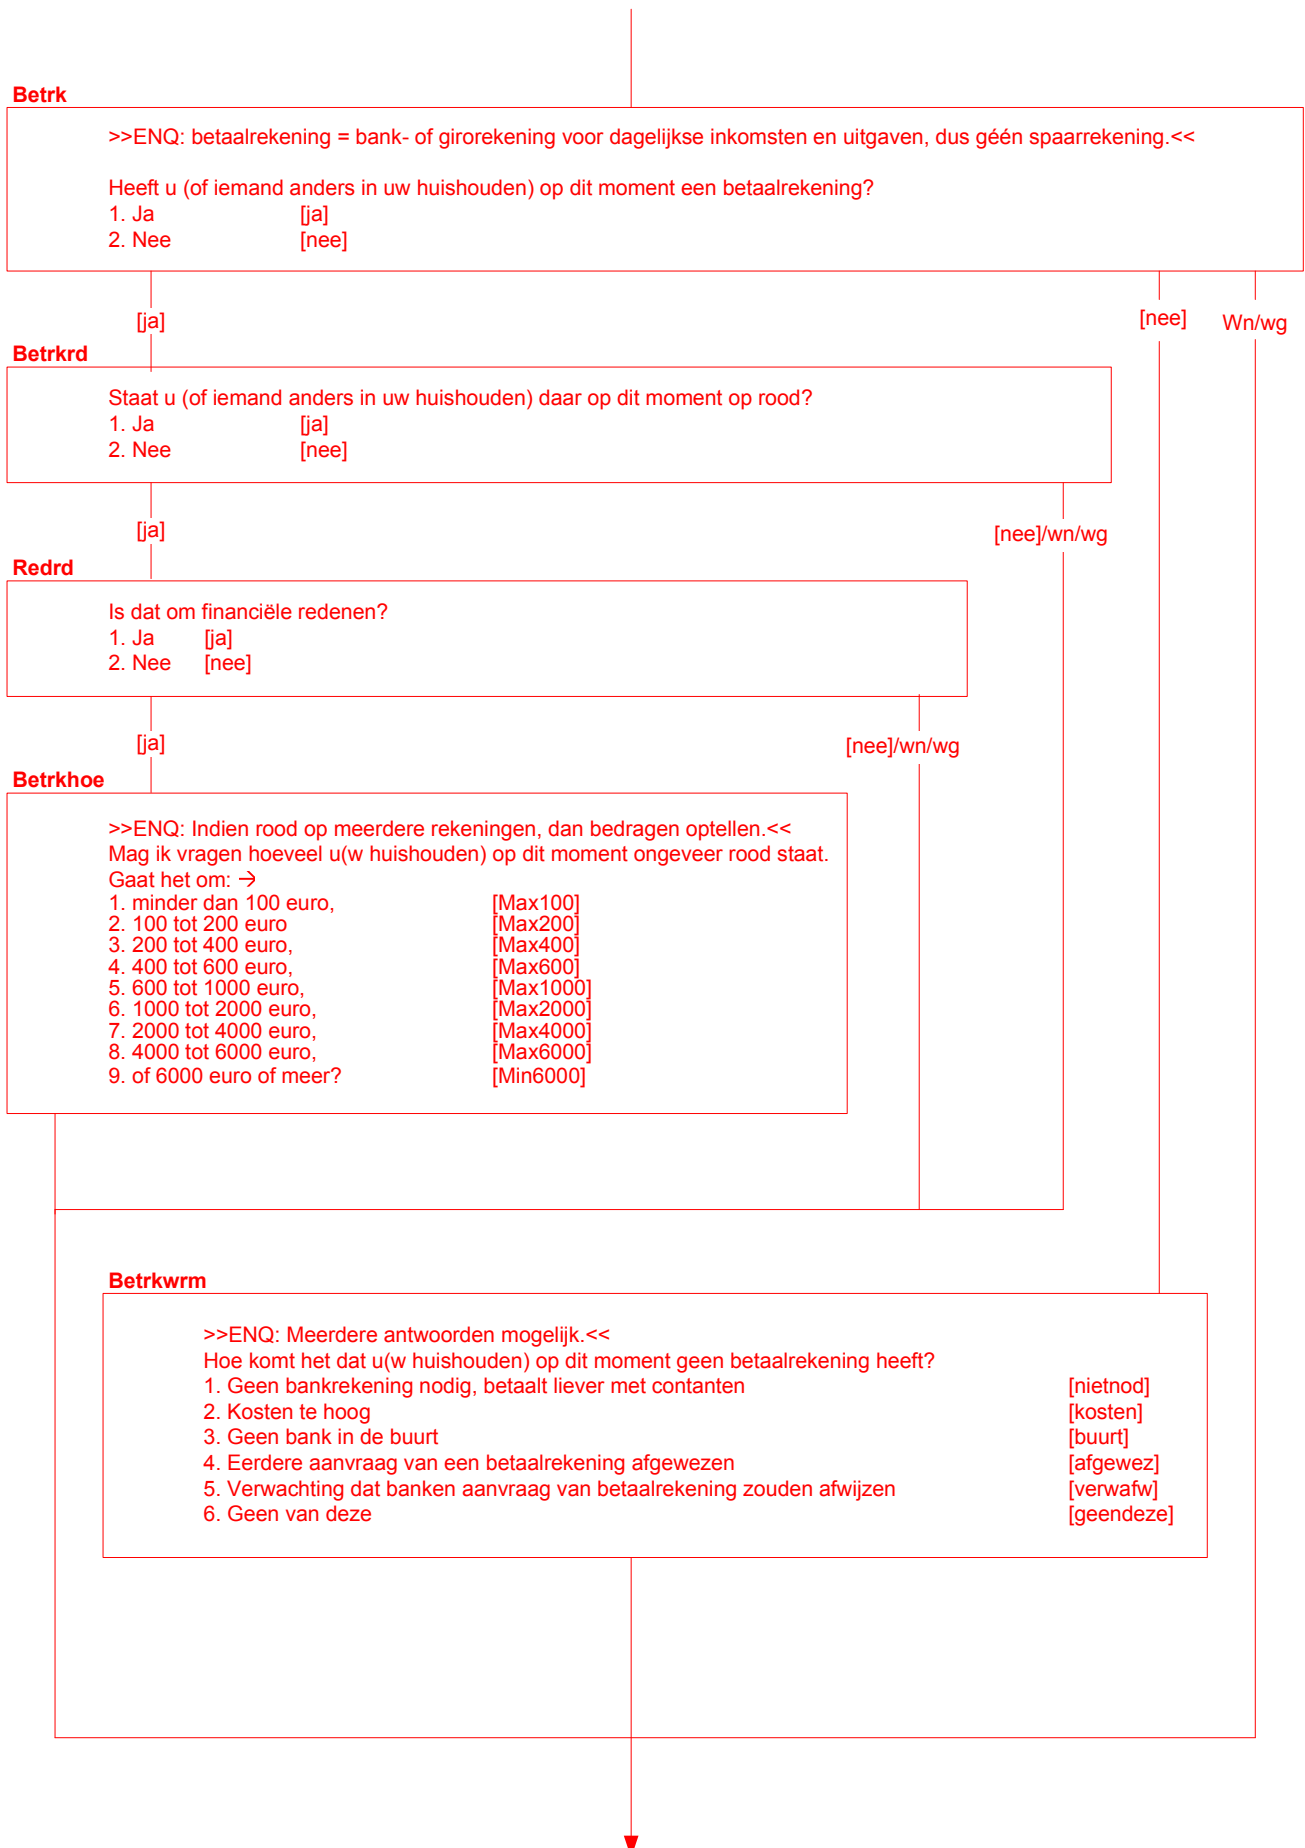 Betrk
>>ENQ: betaalrekening = bank- of girorekening voor dagelijkse inkomsten en uitgaven, dus géén spaarrekening.<<
Heeft u (of iemand anders in uw huishouden) op dit moment een betaalrekening?
1. Ja [ja]
2. Nee [nee]
[ja] [nee] Wn/wg
Betrkrd
Staat u (of iemand anders in uw huishouden) daar op dit moment op rood?
1. Ja [ja]
2. Nee [nee]
[ja] [nee]/wn/wg
Redrd
Is dat om financiële redenen?
1. Ja [ja]
2. Nee [nee]
[ja] [nee]/wn/wg
Betrkhoe
>>ENQ: Indien rood op meerdere rekeningen, dan bedragen optellen.<<
Mag ik vragen hoeveel u(w huishouden) op dit moment ongeveer rood staat.
Gaat het om: →
1. minder dan 100 euro, [Max100]
2. 100 tot 200 euro [Max200]
3. 200 tot 400 euro, [Max400]
4. 400 tot 600 euro, [Max600]
5. 600 tot 1000 euro, [Max1000]
6. 1000 tot 2000 euro, [Max2000]
7. 2000 tot 4000 euro, [Max4000]
8. 4000 tot 6000 euro, [Max6000]
9. of 6000 euro of meer? [Min6000]
Betrkwrm
>>ENQ: Meerdere antwoorden mogelijk.<<
Hoe komt het dat u(w huishouden) op dit moment geen betaalrekening heeft?
1. Geen bankrekening nodig, betaalt liever met contanten [nietnod]
2. Kosten te hoog [kosten]
3. Geen bank in de buurt [buurt]
4. Eerdere aanvraag van een betaalrekening afgewezen [afgewez]
5. Verwachting dat banken aanvraag van betaalrekening zouden afwijzen [verwafw]
6. Geen van deze [geendeze]